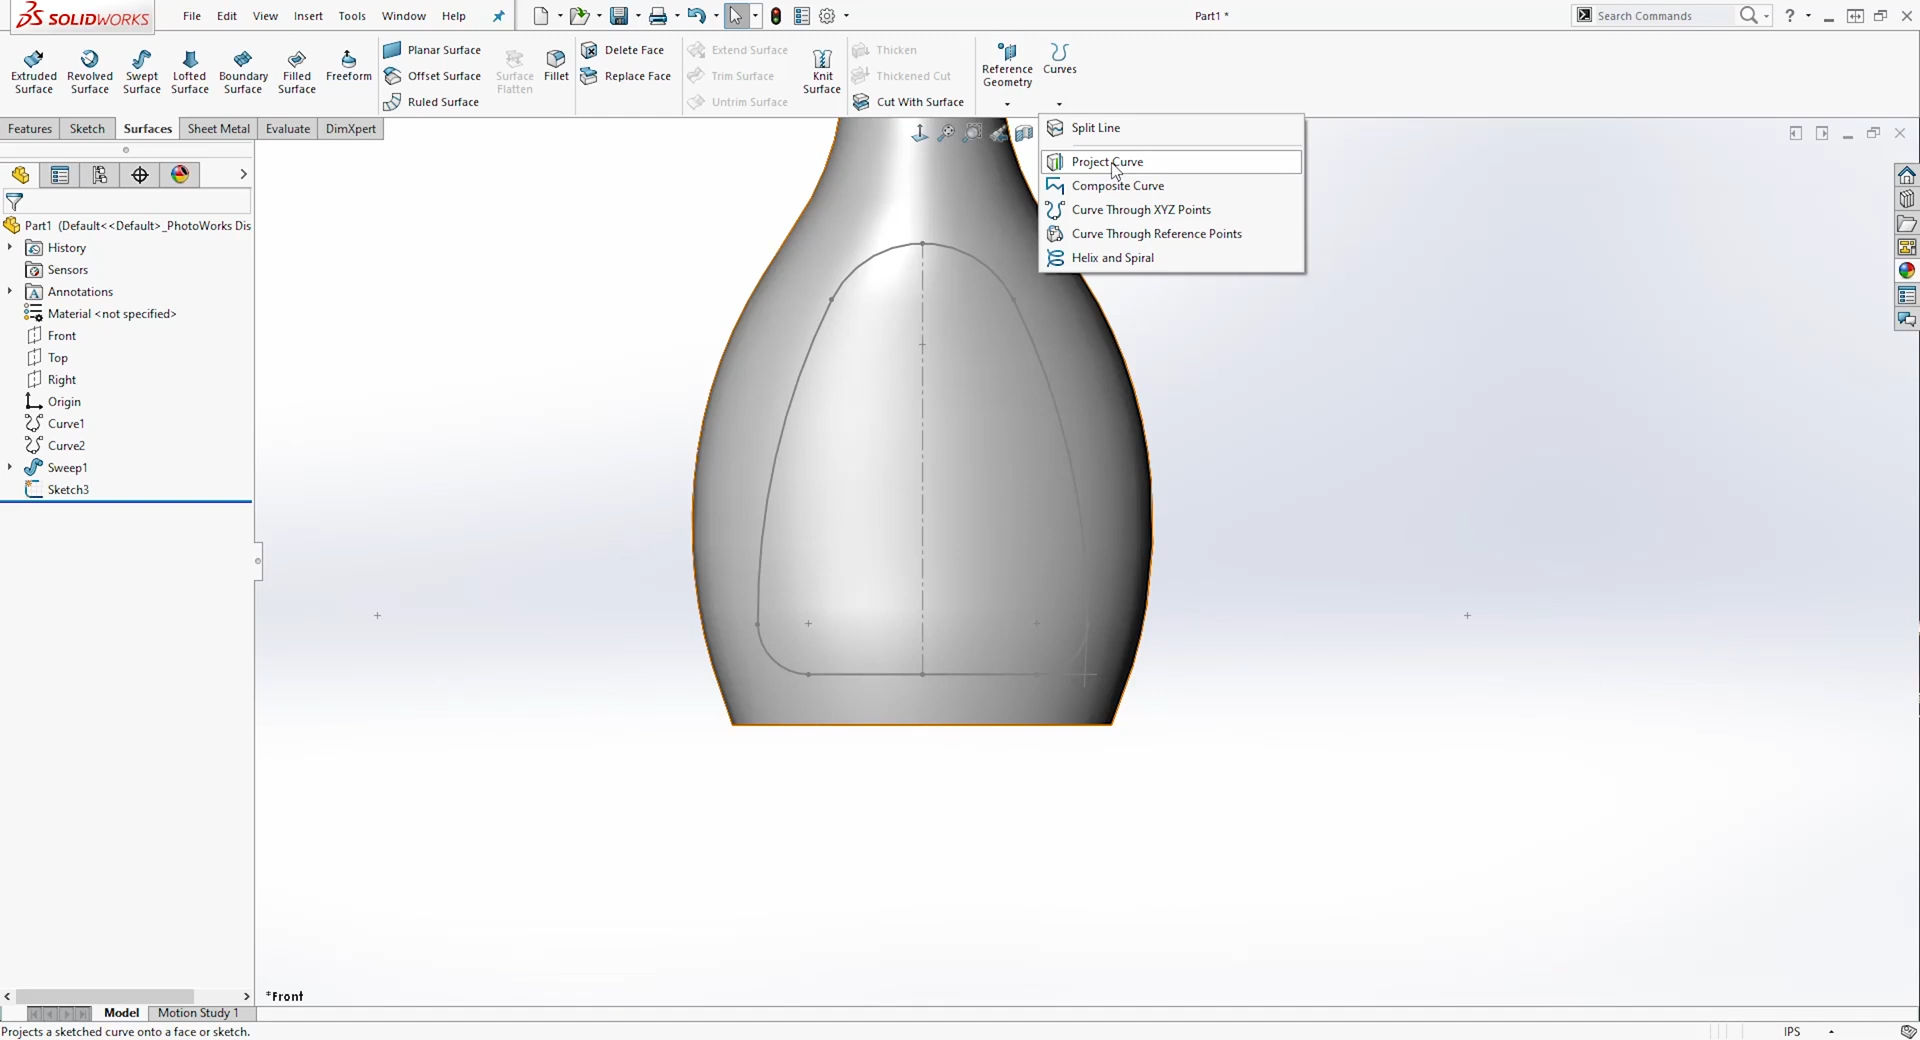 SOLIDWORKS
File Edit View Insert Tools Window Help
Part1 *
Search Commands
Extruded Surface
Revolved Surface
Swept Surface
Lofted Surface
Boundary Surface
Filled Surface
Freeform
Planar Surface
Offset Surface
Ruled Surface
Surface Flatten
Fillet
Delete Face
Replace Face
Extend Surface
Trim Surface
Untrim Surface
Knit Surface
Thicken
Thickened Cut
Cut With Surface
Reference Geometry
Curves
Features Sketch Surfaces Sheet Metal Evaluate DimXpert
Split Line
Project Curve
Composite Curve
Curve Through XYZ Points
Curve Through Reference Points
Helix and Spiral
Part1 (Default<<Default>_PhotoWorks Dis
History
Sensors
Annotations
Material <not specified>
Front
Top
Right
Origin
Curve1
Curve2
Sweep1
Sketch3
*Front
Model Motion Study 1
Projects a sketched curve onto a face or sketch.
IPS